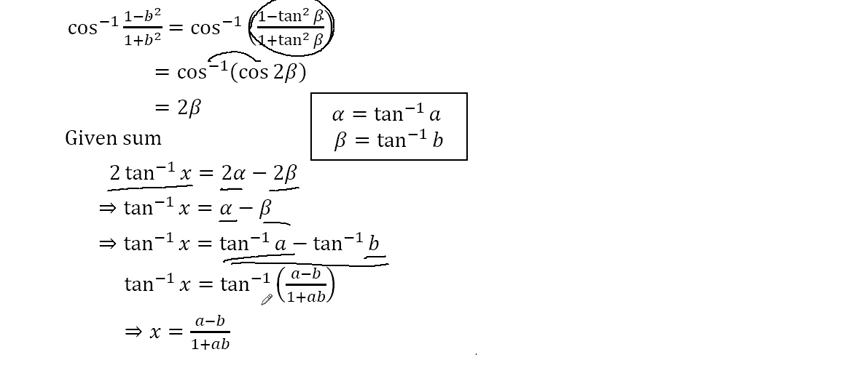 cos⁻¹ (1−b²)/(1+b²) = cos⁻¹ ((1−tan² β)/(1+tan² β))
= cos⁻¹(cos 2β)
= 2β
α = tan⁻¹ a
β = tan⁻¹ b
Given sum
2 tan⁻¹ x = 2α − 2β
⇒ tan⁻¹ x = α − β
⇒ tan⁻¹ x = tan⁻¹ a − tan⁻¹ b
tan⁻¹ x = tan⁻¹ ((a−b)/(1+ab))
⇒ x = (a−b)/(1+ab)